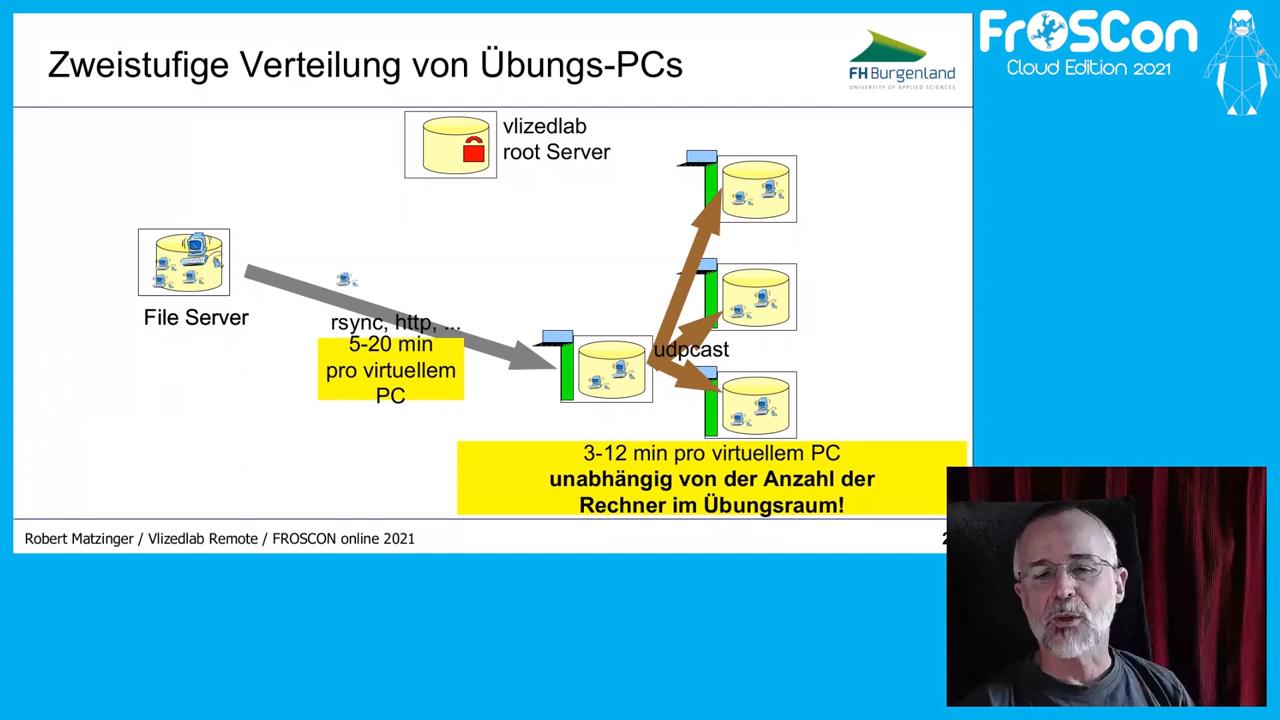 Zweistufige Verteilung von Übungs-PCs
FH Burgenland
UNIVERSITY OF APPLIED SCIENCES
FrOSCon
Cloud Edition 2021
vlizedlab
root Server
File Server
rsync, http, ...
5-20 min
pro virtuellem
PC
udpcast
3-12 min pro virtuellem PC
unabhängig von der Anzahl der
Rechner im Übungsraum!
Robert Matzinger / Vlizedlab Remote / FROSCON online 2021